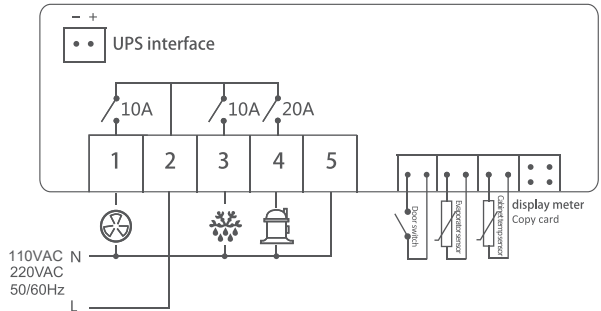 − +
UPS interface
10A 10A 20A
1 2 3 4 5
Door switch
Evaporator sensor
Cabinet temp sensor
display meter
Copy card
110VAC N
220VAC
50/60Hz
L